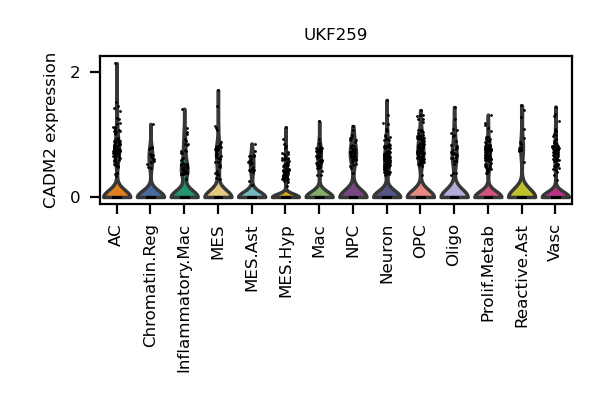 UKF259
CADM2 expression
2
0
AC
Chromatin.Reg
Inflammatory.Mac
MES
MES.Ast
MES.Hyp
Mac
NPC
Neuron
OPC
Oligo
Prolif.Metab
Reactive.Ast
Vasc